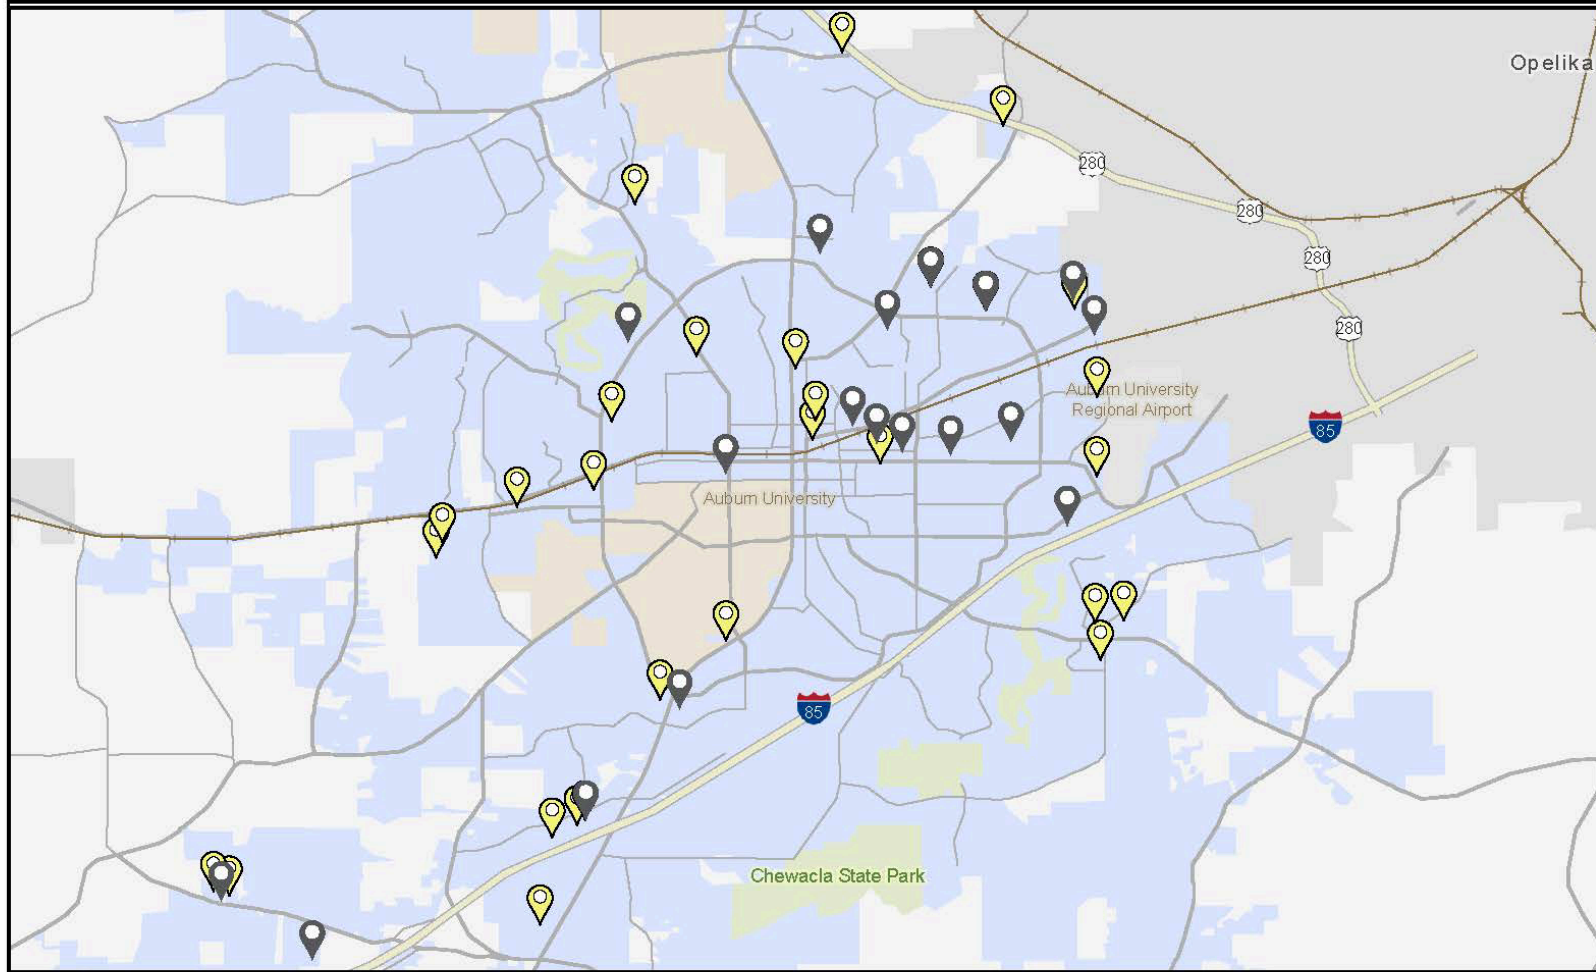 Opelika
280
280
280
280
Auburn University
Regional Airport
85
Auburn University
85
Chewacla State Park